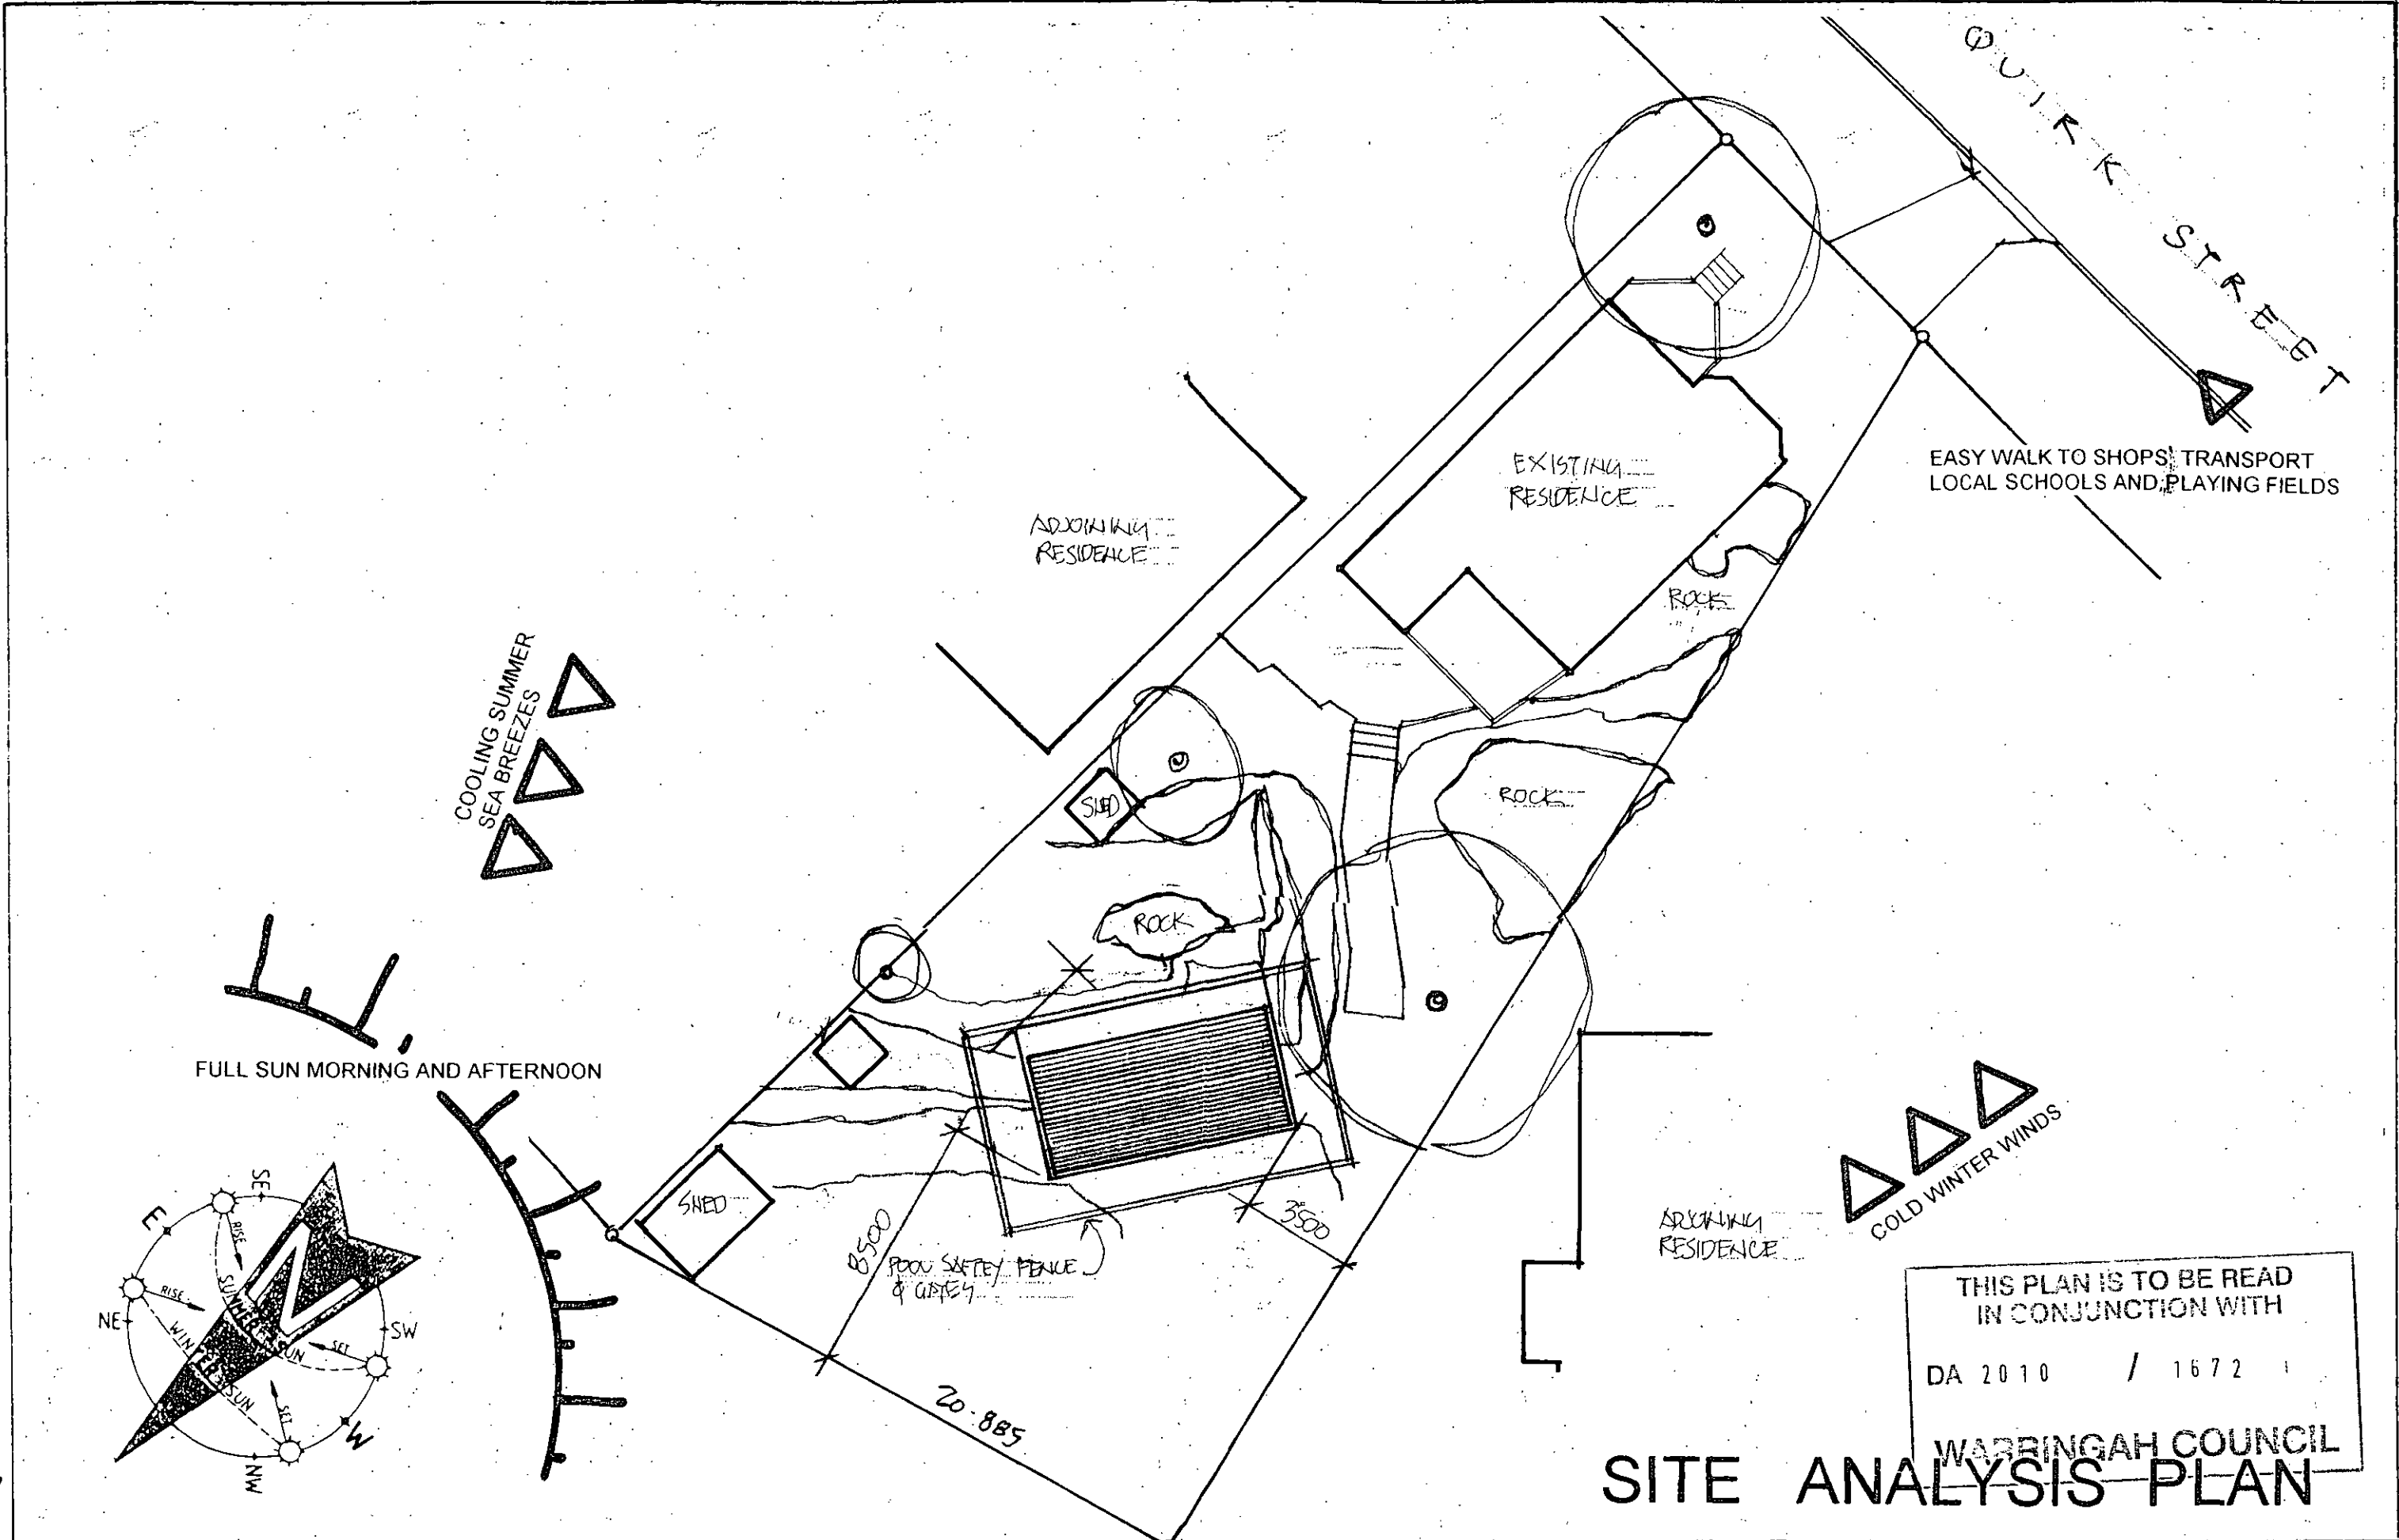 QUIRK STREET
EASY WALK TO SHOPS, TRANSPORT
LOCAL SCHOOLS AND PLAYING FIELDS
EXISTING
RESIDENCE
ADJOINING
RESIDENCE
ROCK
COOLING SUMMER
SEA BREEZES
SHED
ROCK
ROCK
FULL SUN MORNING AND AFTERNOON
SHED
8500
3500
POOL SAFTEY FENCE
& GATES
20.885
ADJOINING
RESIDENCE
COLD WINTER WINDS
SE
E
RISE
SUMMER SUN
RISE
NE
WINTER SUN
SET
SW
SET
W
NW
N
THIS PLAN IS TO BE READ
IN CONJUNCTION WITH
DA 2010 / 1672
WARRINGAH COUNCIL
SITE ANALYSIS PLAN